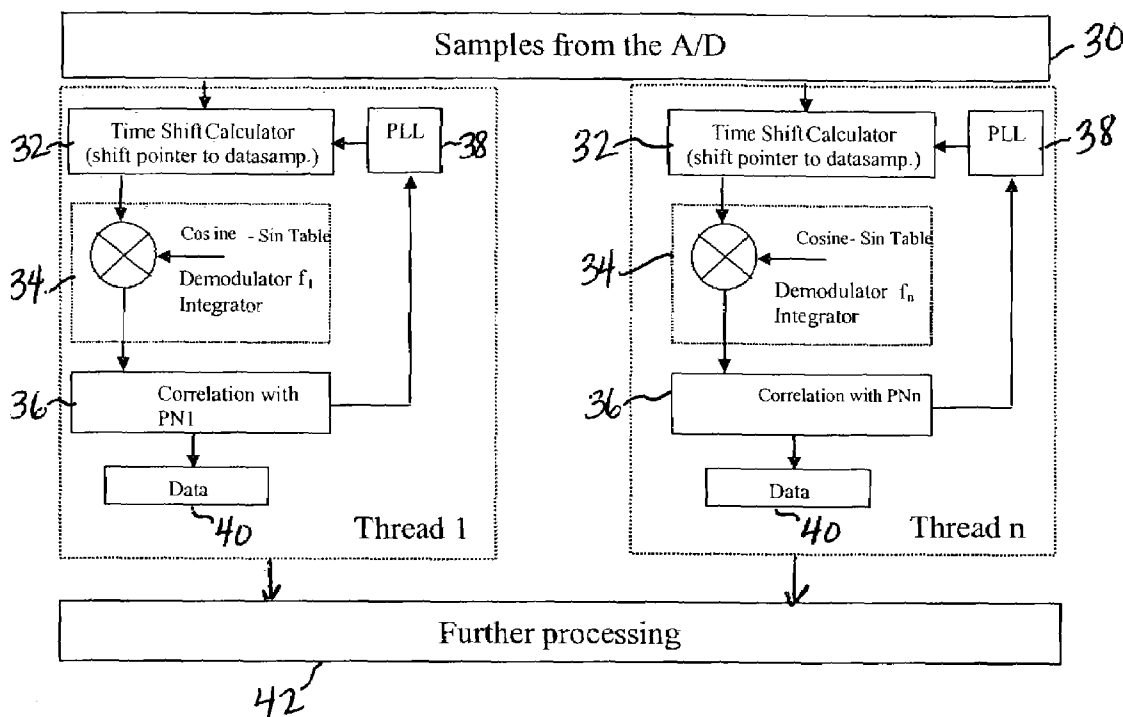 Samples from the A/D
30
Time Shift Calculator
(shift pointer to datasamp.)
PLL
32
38
Cosine - Sin Table
34
Demodulator f1
Integrator
36
Correlation with
PN1
Data
40
Thread 1
Time Shift Calculator
(shift pointer to datasamp.)
PLL
32
38
Cosine- Sin Table
34
Demodulator fn
Integrator
36
Correlation with PNn
Data
40
Thread n
Further processing
42